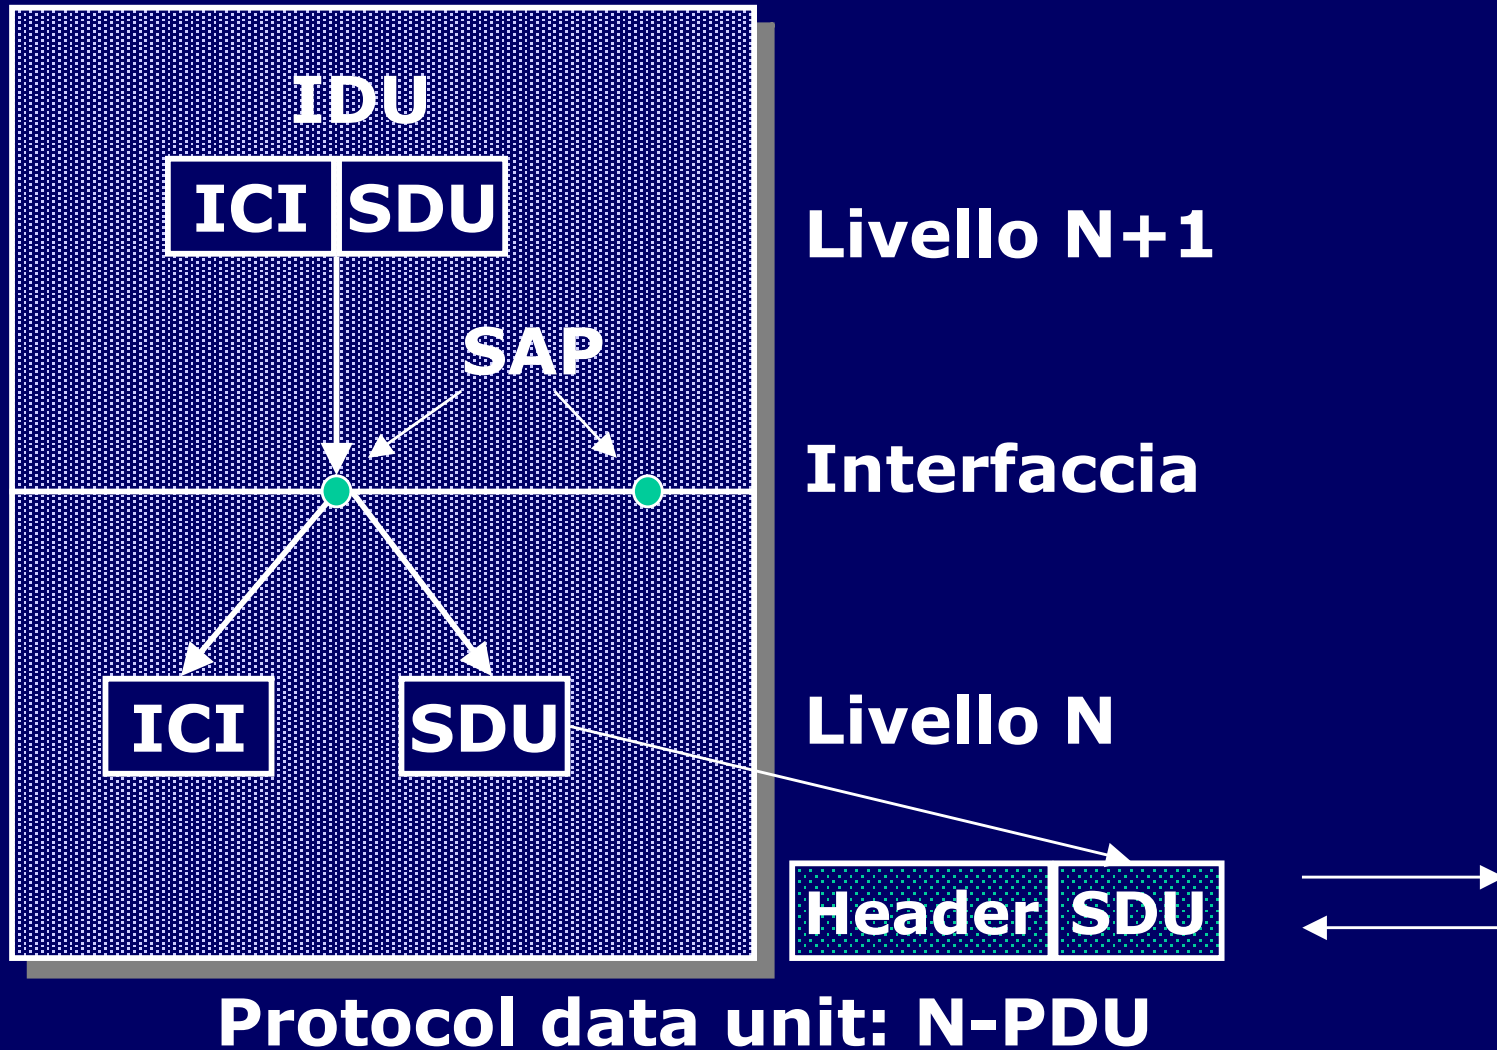 IDU
ICI SDU
Livello N+1
SAP
Interfaccia
ICI SDU
Livello N
Header SDU
Protocol data unit: N-PDU